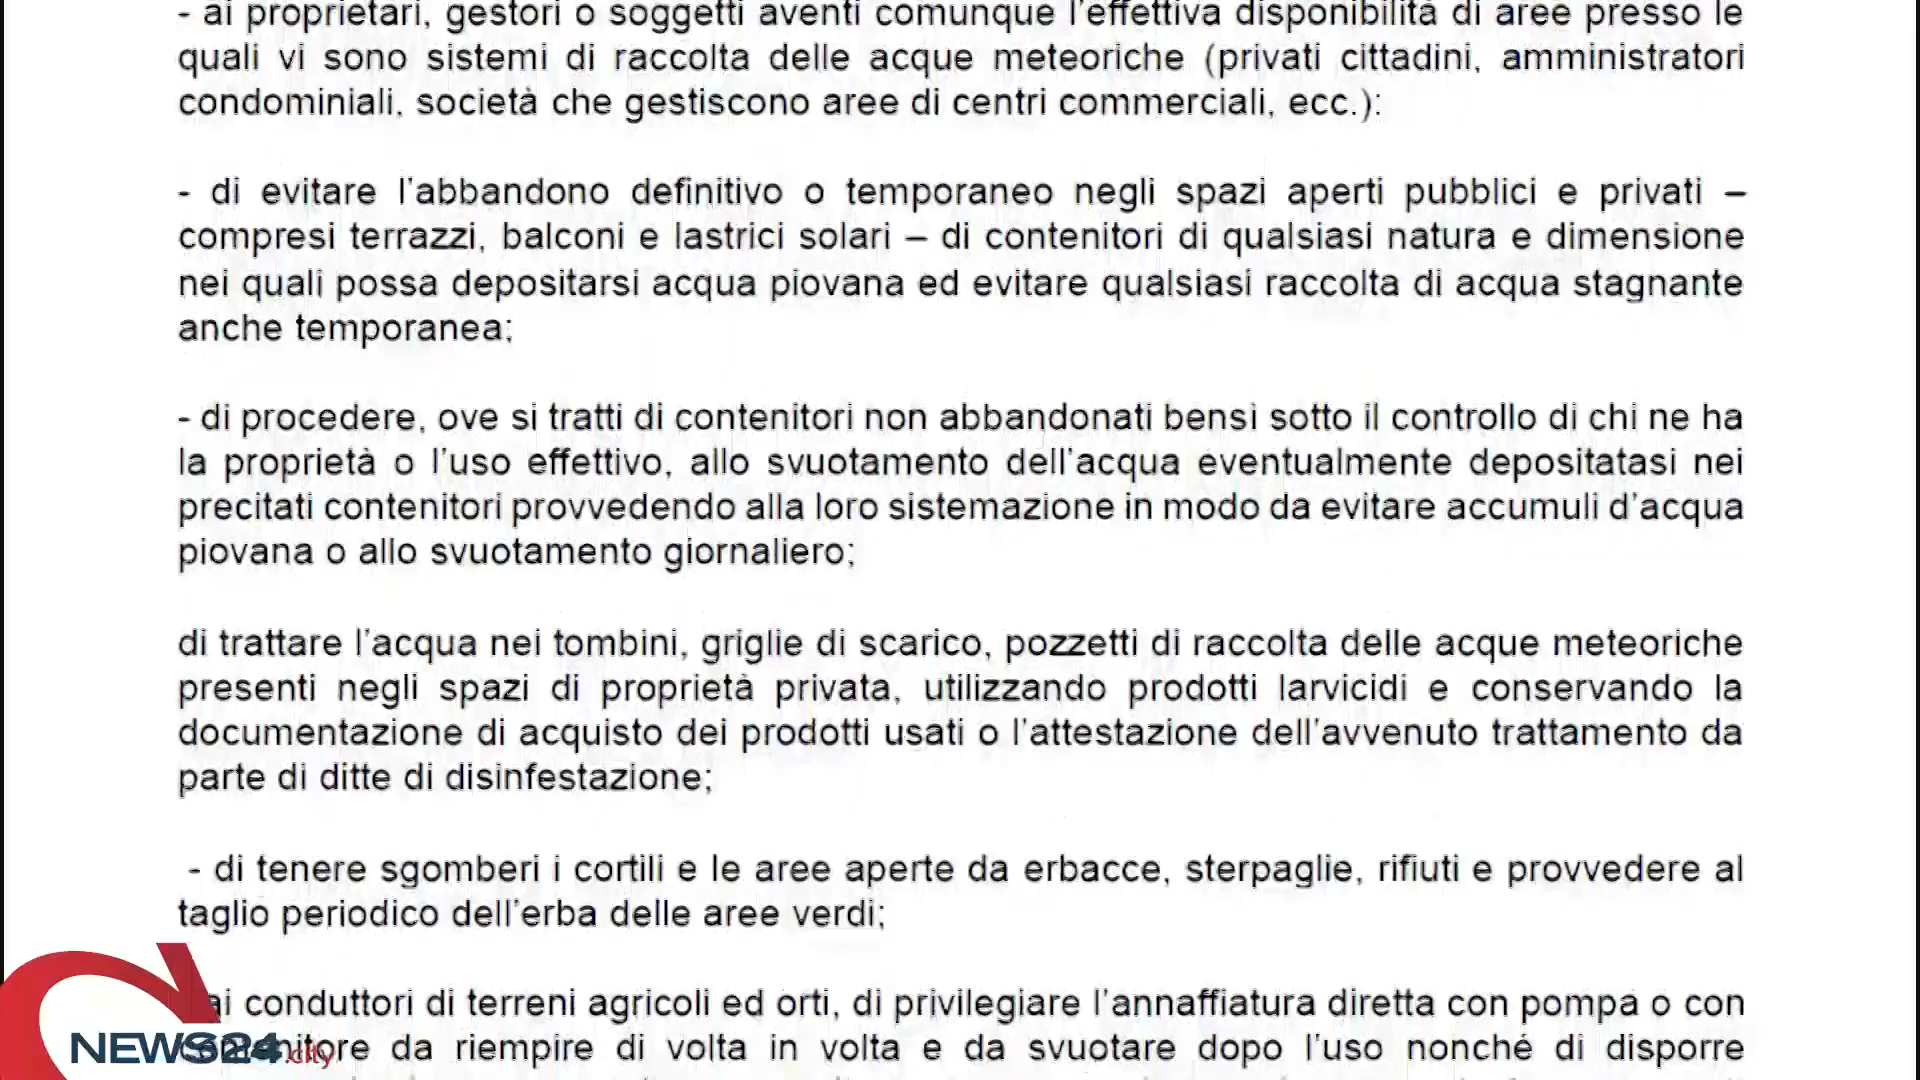 - ai proprietari, gestori o soggetti aventi comunque l'effettiva disponibilità di aree presso le
quali vi sono sistemi di raccolta delle acque meteoriche (privati cittadini, amministratori
condominiali, società che gestiscono aree di centri commerciali, ecc.):
- di evitare l'abbandono definitivo o temporaneo negli spazi aperti pubblici e privati –
compresi terrazzi, balconi e lastrici solari – di contenitori di qualsiasi natura e dimensione
nei quali possa depositarsi acqua piovana ed evitare qualsiasi raccolta di acqua stagnante
anche temporanea;
- di procedere, ove si tratti di contenitori non abbandonati bensì sotto il controllo di chi ne ha
la proprietà o l'uso effettivo, allo svuotamento dell'acqua eventualmente depositatasi nei
precitati contenitori provvedendo alla loro sistemazione in modo da evitare accumuli d'acqua
piovana o allo svuotamento giornaliero;
di trattare l'acqua nei tombini, griglie di scarico, pozzetti di raccolta delle acque meteoriche
presenti negli spazi di proprietà privata, utilizzando prodotti larvicidi e conservando la
documentazione di acquisto dei prodotti usati o l'attestazione dell'avvenuto trattamento da
parte di ditte di disinfestazione;
- di tenere sgomberi i cortili e le aree aperte da erbacce, sterpaglie, rifiuti e provvedere al
taglio periodico dell'erba delle aree verdi;
ai conduttori di terreni agricoli ed orti, di privilegiare l'annaffiatura diretta con pompa o con
da riempire di volta in volta e da svuotare dopo l'uso nonché di disporre
NEWS24.city